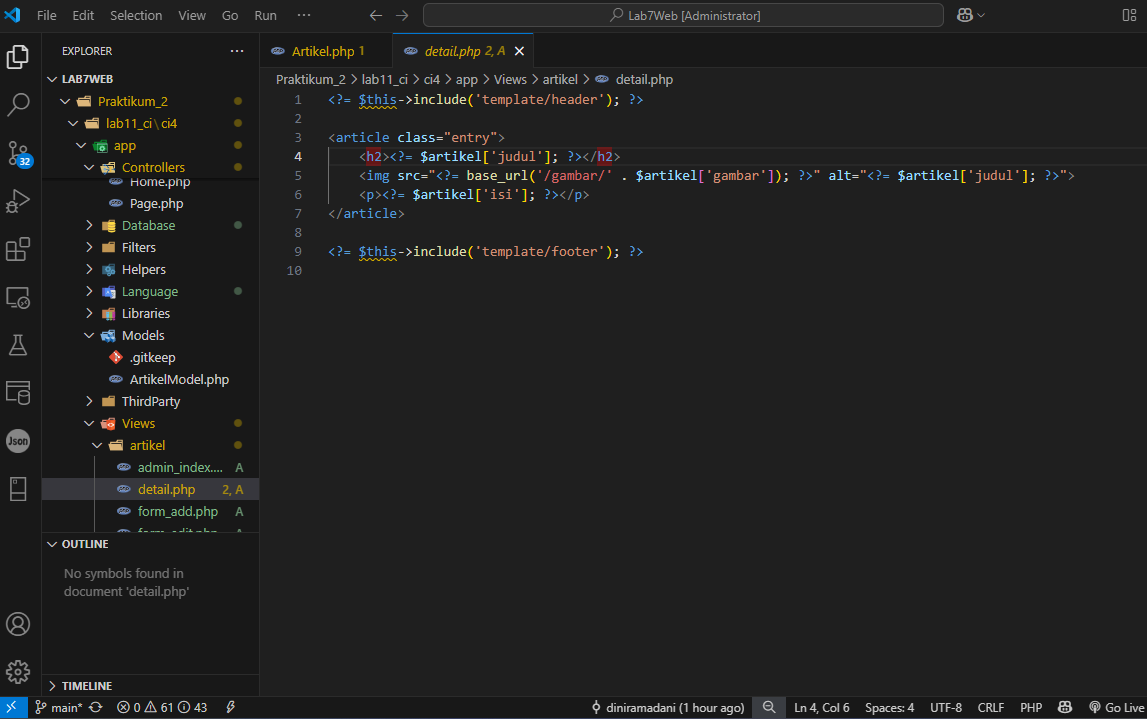 File Edit Selection View Go Run ··· Lab7Web [Administrator]
EXPLORER ···
Artikel.php 1
detail.php 2, A
LAB7WEB
Praktikum_2
lab11_ci\ci4
app
Controllers
Home.php
Page.php
Database
Filters
Helpers
Language
Libraries
Models
.gitkeep
ArtikelModel.php
ThirdParty
Views
artikel
admin_index.... A
detail.php 2, A
form_add.php A
form_edit.php A
OUTLINE
No symbols found in
document 'detail.php'
TIMELINE
32
Json
Praktikum_2 > lab11_ci > ci4 > app > Views > artikel > detail.php
1 <?= $this->include('template/header'); ?>
2
3 <article class="entry">
4 <h2><?= $artikel['judul']; ?></h2>
5 <img src="<?= base_url('/gambar/' . $artikel['gambar']); ?>" alt="<?= $artikel['judul']; ?>">
6 <p><?= $artikel['isi']; ?></p>
7 </article>
8
9 <?= $this->include('template/footer'); ?>
10
main* 0 61 43 diniramadani (1 hour ago) Ln 4, Col 6 Spaces: 4 UTF-8 CRLF PHP Go Live